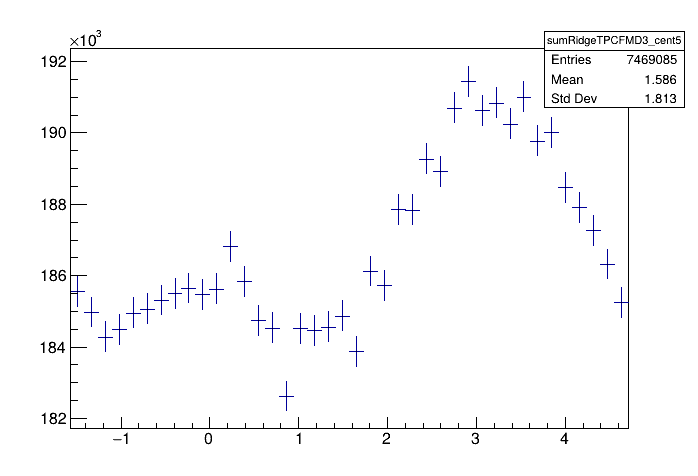 ×10³
sumRidgeTPCFMD3_cent5
Entries 7469085
Mean 1.586
Std Dev 1.813
192
190
188
186
184
182
−1 0 1 2 3 4